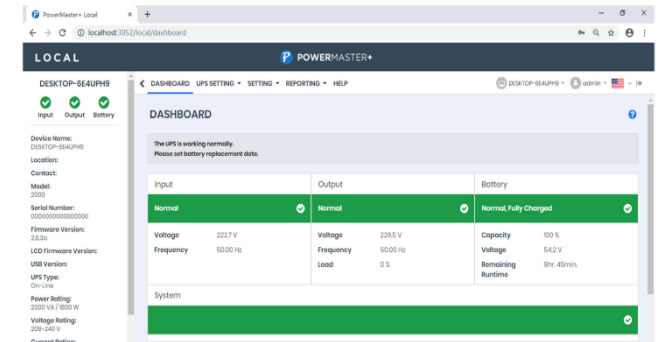 PowerMaster+ Local
localhost:3052/local/dashboard
LOCAL
POWERMASTER+
DESKTOP-6E4UPH9
DASHBOARD UPS SETTING SETTING REPORTING HELP
DESKTOP-6E4UPH9 admin
Input Output Battery
DASHBOARD
Device Name:
DESKTOP-6E4UPH9
Location:
Contact:
Model:
2000
Serial Number:
0000000000000000
Firmware Version:
2.8.3a
LCD Firmware Version:
USB Version:
UPS Type:
On-Line
Power Rating:
2000 VA / 1800 W
Voltage Rating:
208-240 V
Current Rating:
The UPS is working normally.
Please set battery replacement date.
Input
Normal
Voltage 222.7 V
Frequency 50.00 Hz
Output
Normal
Voltage 229.5 V
Frequency 50.00 Hz
Load 0 %
Battery
Normal, Fully Charged
Capacity 100 %
Voltage 54.2 V
Remaining Runtime 9hr. 45min.
System